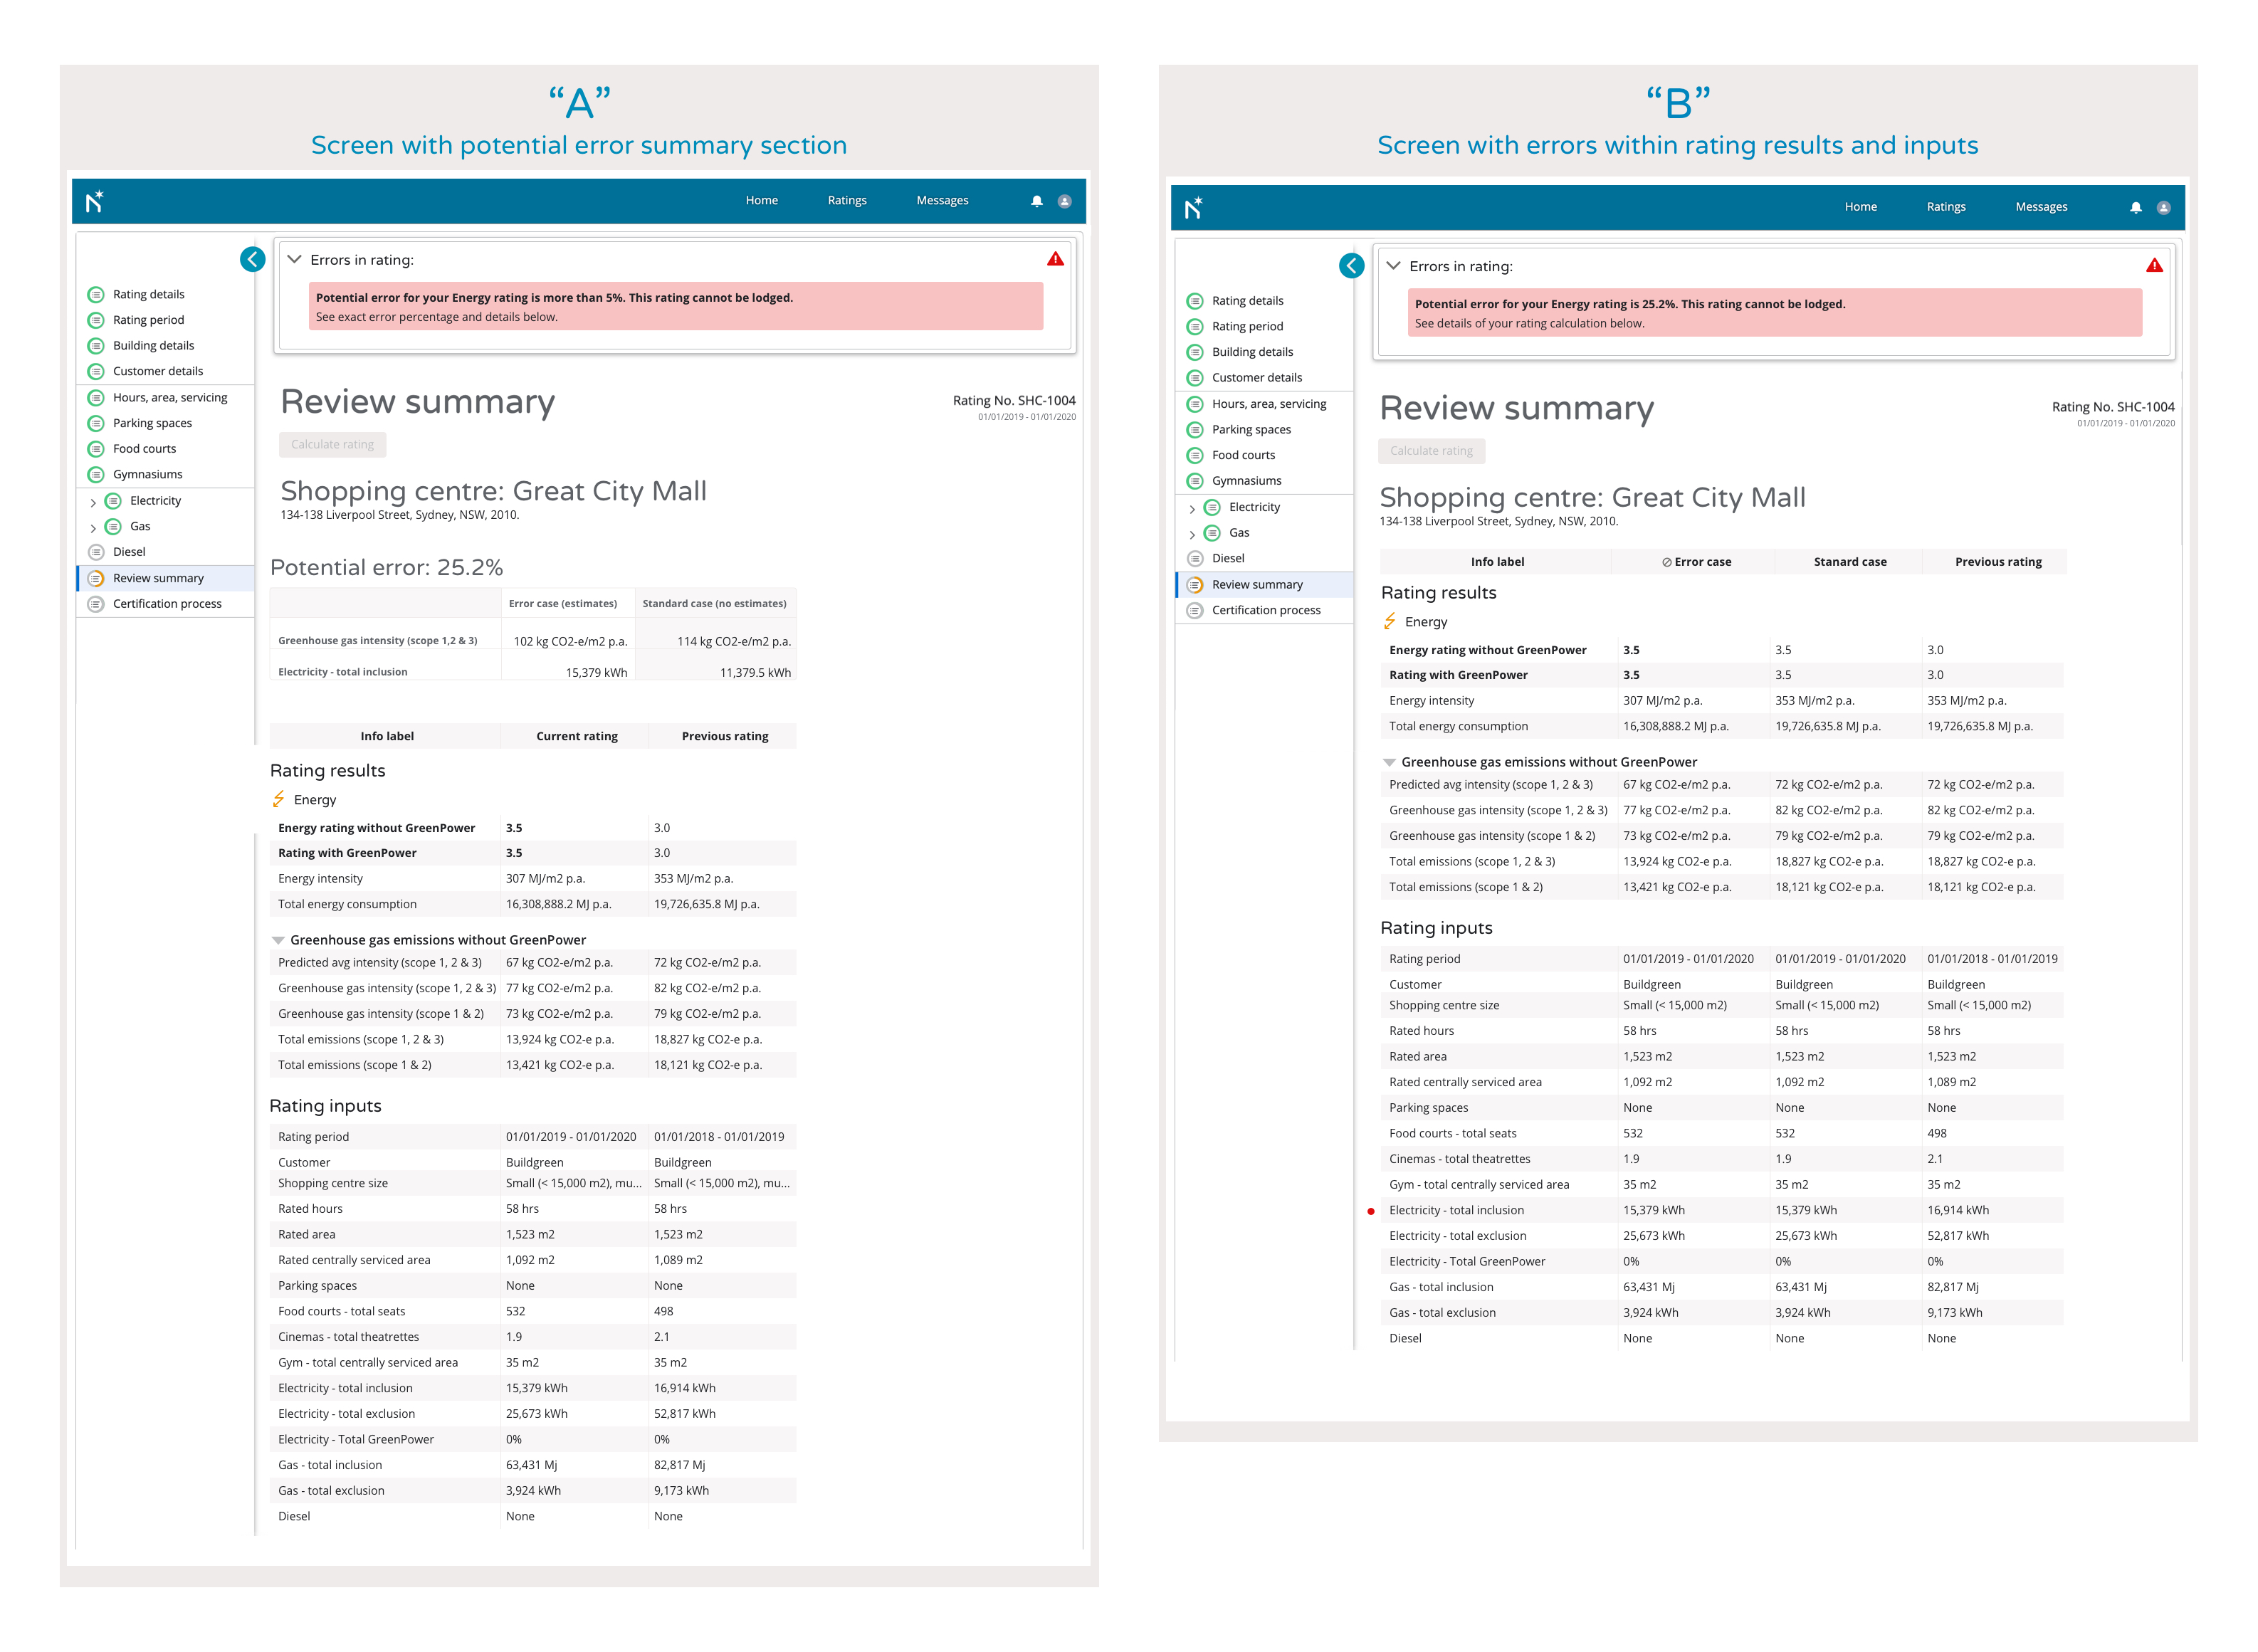 “A”
Screen with potential error summary section
Home Ratings Messages
Errors in rating:
Potential error for your Energy rating is more than 5%. This rating cannot be lodged.
See exact error percentage and details below.
Rating details
Rating period
Building details
Customer details
Hours, area, servicing
Parking spaces
Food courts
Gymnasiums
Electricity
Gas
Diesel
Review summary
Certification process
Review summary
Rating No. SHC-1004
01/01/2019 - 01/01/2020
Calculate rating
Shopping centre: Great City Mall
134-138 Liverpool Street, Sydney, NSW, 2010.
Potential error: 25.2%
Error case (estimates) Standard case (no estimates)
Greenhouse gas intensity (scope 1,2 & 3) 102 kg CO2-e/m2 p.a. 114 kg CO2-e/m2 p.a.
Electricity - total inclusion 15,379 kWh 11,379.5 kWh
Info label Current rating Previous rating
Rating results
Energy
Energy rating without GreenPower 3.5 3.0
Rating with GreenPower 3.5 3.0
Energy intensity 307 MJ/m2 p.a. 353 MJ/m2 p.a.
Total energy consumption 16,308,888.2 MJ p.a. 19,726,635.8 MJ p.a.
Greenhouse gas emissions without GreenPower
Predicted avg intensity (scope 1, 2 & 3) 67 kg CO2-e/m2 p.a. 72 kg CO2-e/m2 p.a.
Greenhouse gas intensity (scope 1, 2 & 3) 77 kg CO2-e/m2 p.a. 82 kg CO2-e/m2 p.a.
Greenhouse gas intensity (scope 1 & 2) 73 kg CO2-e/m2 p.a. 79 kg CO2-e/m2 p.a.
Total emissions (scope 1, 2 & 3) 13,924 kg CO2-e p.a. 18,827 kg CO2-e p.a.
Total emissions (scope 1 & 2) 13,421 kg CO2-e p.a. 18,121 kg CO2-e p.a.
Rating inputs
Rating period 01/01/2019 - 01/01/2020 01/01/2018 - 01/01/2019
Customer Buildgreen Buildgreen
Shopping centre size Small (< 15,000 m2), mu... Small (< 15,000 m2), mu...
Rated hours 58 hrs 58 hrs
Rated area 1,523 m2 1,523 m2
Rated centrally serviced area 1,092 m2 1,089 m2
Parking spaces None None
Food courts - total seats 532 498
Cinemas - total theatrettes 1.9 2.1
Gym - total centrally serviced area 35 m2 35 m2
Electricity - total inclusion 15,379 kWh 16,914 kWh
Electricity - total exclusion 25,673 kWh 52,817 kWh
Electricity - Total GreenPower 0% 0%
Gas - total inclusion 63,431 Mj 82,817 Mj
Gas - total exclusion 3,924 kWh 9,173 kWh
Diesel None None
“B”
Screen with errors within rating results and inputs
Home Ratings Messages
Errors in rating:
Potential error for your Energy rating is 25.2%. This rating cannot be lodged.
See details of your rating calculation below.
Rating details
Rating period
Building details
Customer details
Hours, area, servicing
Parking spaces
Food courts
Gymnasiums
Electricity
Gas
Diesel
Review summary
Certification process
Review summary
Rating No. SHC-1004
01/01/2019 - 01/01/2020
Calculate rating
Shopping centre: Great City Mall
134-138 Liverpool Street, Sydney, NSW, 2010.
Info label Error case Stanard case Previous rating
Rating results
Energy
Energy rating without GreenPower 3.5 3.5 3.0
Rating with GreenPower 3.5 3.5 3.0
Energy intensity 307 MJ/m2 p.a. 353 MJ/m2 p.a. 353 MJ/m2 p.a.
Total energy consumption 16,308,888.2 MJ p.a. 19,726,635.8 MJ p.a. 19,726,635.8 MJ p.a.
Greenhouse gas emissions without GreenPower
Predicted avg intensity (scope 1, 2 & 3) 67 kg CO2-e/m2 p.a. 72 kg CO2-e/m2 p.a. 72 kg CO2-e/m2 p.a.
Greenhouse gas intensity (scope 1, 2 & 3) 77 kg CO2-e/m2 p.a. 82 kg CO2-e/m2 p.a. 82 kg CO2-e/m2 p.a.
Greenhouse gas intensity (scope 1 & 2) 73 kg CO2-e/m2 p.a. 79 kg CO2-e/m2 p.a. 79 kg CO2-e/m2 p.a.
Total emissions (scope 1, 2 & 3) 13,924 kg CO2-e p.a. 18,827 kg CO2-e p.a. 18,827 kg CO2-e p.a.
Total emissions (scope 1 & 2) 13,421 kg CO2-e p.a. 18,121 kg CO2-e p.a. 18,121 kg CO2-e p.a.
Rating inputs
Rating period 01/01/2019 - 01/01/2020 01/01/2019 - 01/01/2020 01/01/2018 - 01/01/2019
Customer Buildgreen Buildgreen Buildgreen
Shopping centre size Small (< 15,000 m2) Small (< 15,000 m2) Small (< 15,000 m2)
Rated hours 58 hrs 58 hrs 58 hrs
Rated area 1,523 m2 1,523 m2 1,523 m2
Rated centrally serviced area 1,092 m2 1,092 m2 1,089 m2
Parking spaces None None None
Food courts - total seats 532 532 498
Cinemas - total theatrettes 1.9 1.9 2.1
Gym - total centrally serviced area 35 m2 35 m2 35 m2
Electricity - total inclusion 15,379 kWh 15,379 kWh 16,914 kWh
Electricity - total exclusion 25,673 kWh 25,673 kWh 52,817 kWh
Electricity - Total GreenPower 0% 0% 0%
Gas - total inclusion 63,431 Mj 63,431 Mj 82,817 Mj
Gas - total exclusion 3,924 kWh 3,924 kWh 9,173 kWh
Diesel None None None